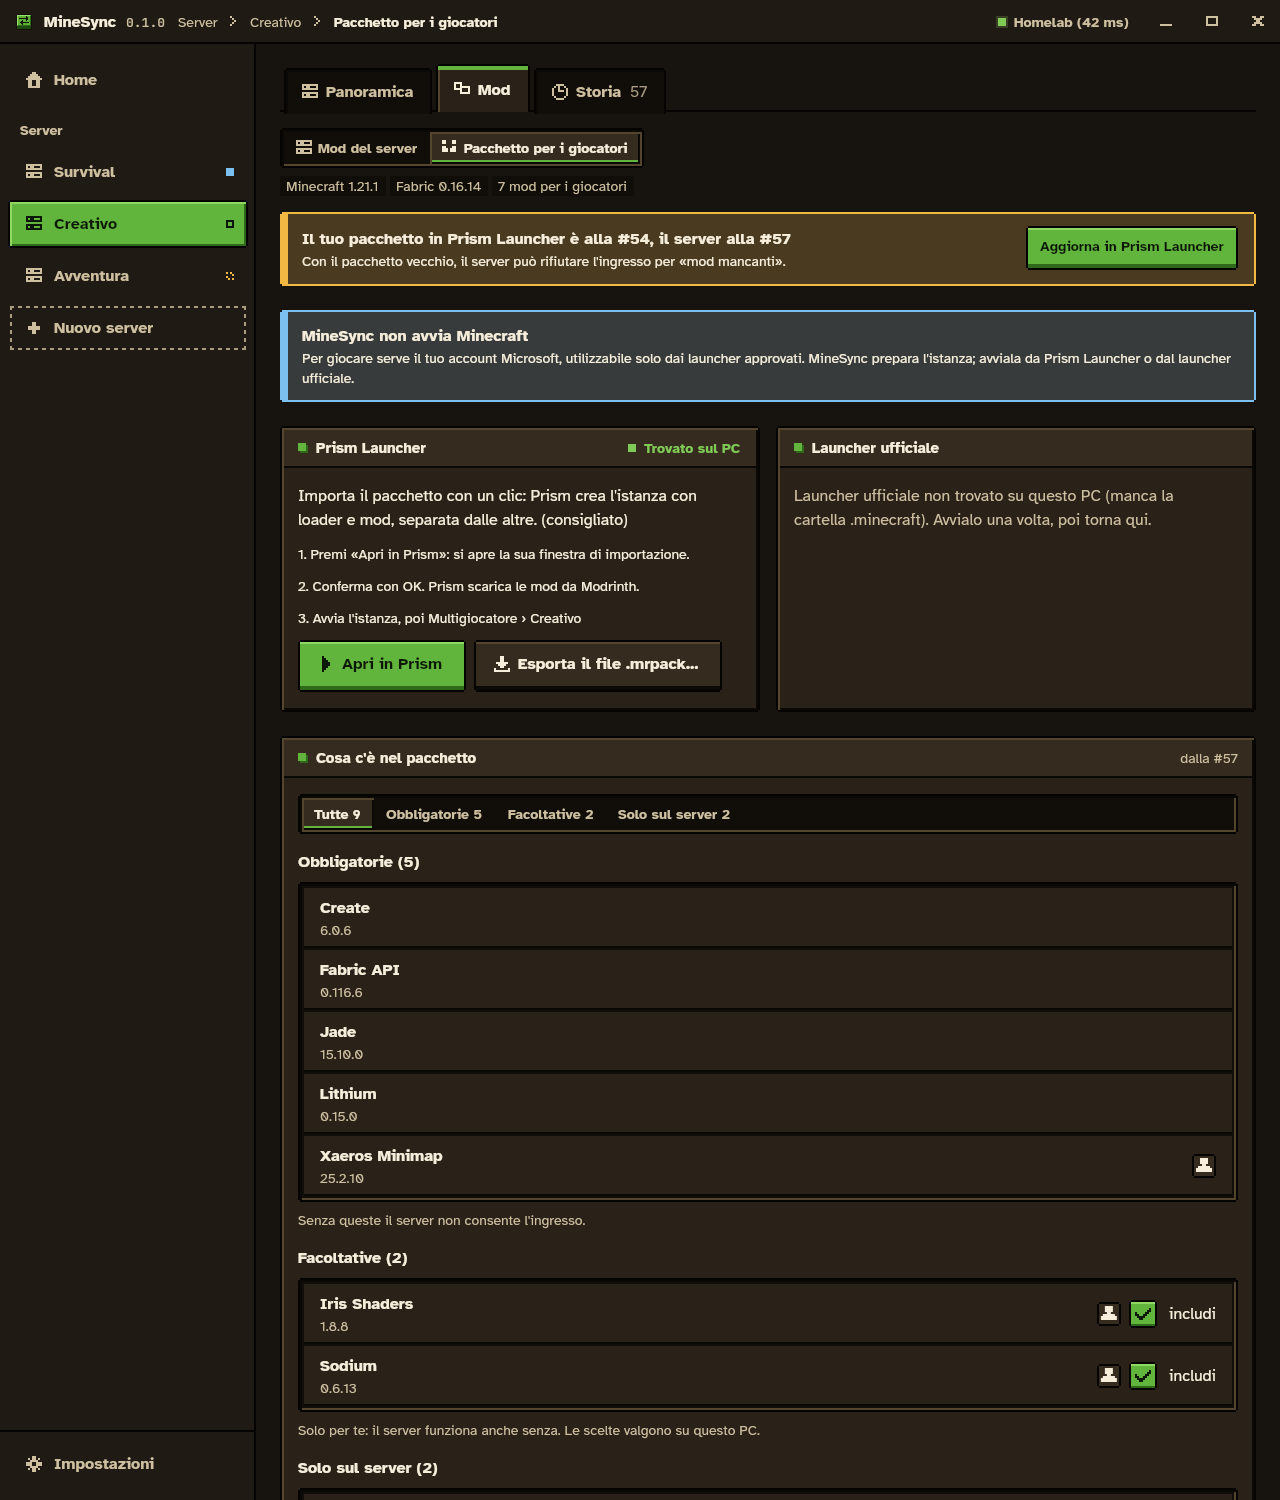 MineSync 0.1.0 Server Creativo Pacchetto per i giocatori
Homelab (42 ms)
Home
Server
Survival
Creativo
Avventura
Nuovo server
Impostazioni
Panoramica Mod Storia 57
Mod del server Pacchetto per i giocatori
Minecraft 1.21.1 Fabric 0.16.14 7 mod per i giocatori
Il tuo pacchetto in Prism Launcher è alla #54, il server alla #57
Con il pacchetto vecchio, il server può rifiutare l'ingresso per «mod mancanti».
Aggiorna in Prism Launcher
MineSync non avvia Minecraft
Per giocare serve il tuo account Microsoft, utilizzabile solo dai launcher approvati. MineSync prepara l'istanza; avviala da Prism Launcher o dal launcher
ufficiale.
Prism Launcher Trovato sul PC
Importa il pacchetto con un clic: Prism crea l'istanza con
loader e mod, separata dalle altre. (consigliato)
1. Premi «Apri in Prism»: si apre la sua finestra di importazione.
2. Conferma con OK. Prism scarica le mod da Modrinth.
3. Avvia l'istanza, poi Multigiocatore › Creativo
Apri in Prism Esporta il file .mrpack...
Launcher ufficiale
Launcher ufficiale non trovato su questo PC (manca la
cartella .minecraft). Avvialo una volta, poi torna qui.
Cosa c'è nel pacchetto dalla #57
Tutte 9 Obbligatorie 5 Facoltative 2 Solo sul server 2
Obbligatorie (5)
Create
6.0.6
Fabric API
0.116.6
Jade
15.10.0
Lithium
0.15.0
Xaeros Minimap
25.2.10
Senza queste il server non consente l'ingresso.
Facoltative (2)
Iris Shaders
1.8.8
includi
Sodium
0.6.13
includi
Solo per te: il server funziona anche senza. Le scelte valgono su questo PC.
Solo sul server (2)